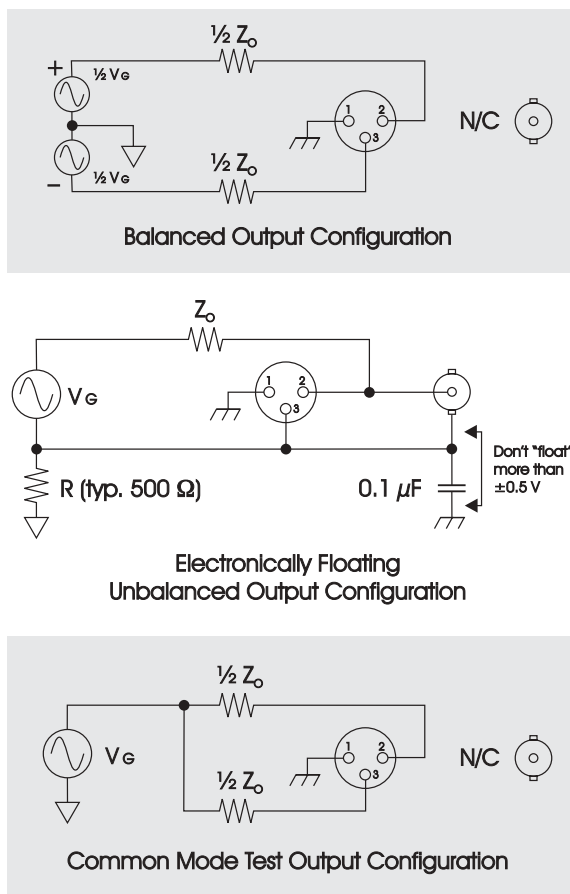 ½ Zo
+
½ VG
1
2
3
N/C
½ VG
−
½ Zo
Balanced Output Configuration
Zo
VG
1
2
3
R (typ. 500 Ω)
0.1 µF
Don't "float"
more than
±0.5 V
Electronically Floating
Unbalanced Output Configuration
½ Zo
VG
1
2
3
N/C
½ Zo
Common Mode Test Output Configuration